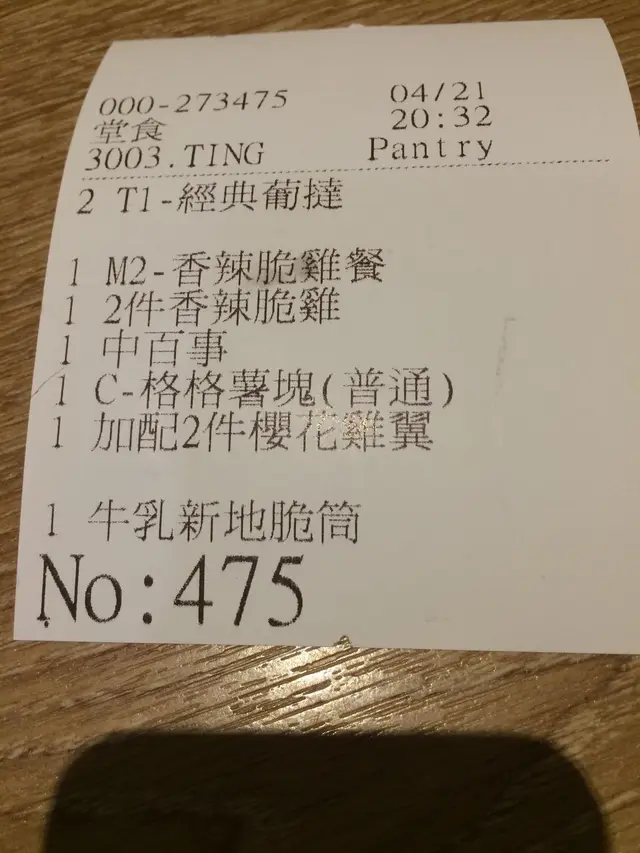 000-273475 04/21
堂食 20:32
3003.TING Pantry
2 T1-經典葡撻
1 M2-香辣脆雞餐
1 2件香辣脆雞
1 中百事
1 C-格格薯塊(普通)
1 加配2件櫻花雞翼
1 牛乳新地脆筒
No:475